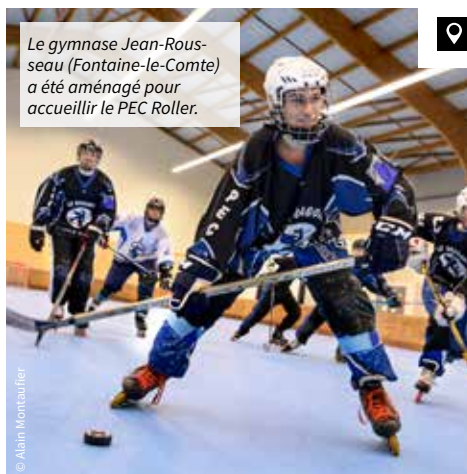 Le gymnase Jean-Rous-
seau (Fontaine-le-Comte)
a été aménagé pour
accueillir le PEC Roller.
PEC
CCM
© Alain Montaufier